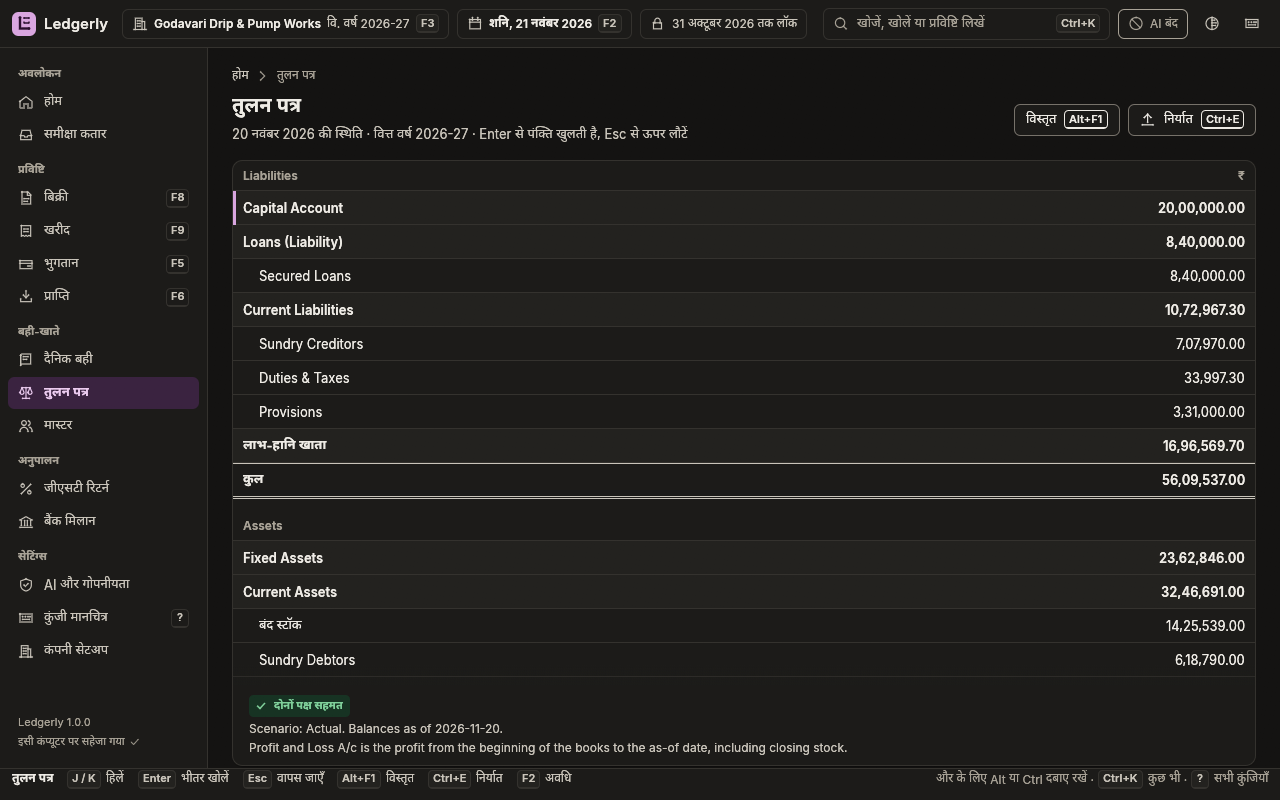 Ledgerly
Godavari Drip & Pump Works वि. वर्ष 2026-27 F3
शनि, 21 नवंबर 2026 F2
31 अक्टूबर 2026 तक लॉक
खोजें, खोलें या प्रविष्टि लिखें Ctrl+K
AI बंद
अवलोकन
होम
समीक्षा कतार
प्रविष्टि
बिक्री F8
खरीद F9
भुगतान F5
प्राप्ति F6
बही-खाते
दैनिक बही
तुलन पत्र
मास्टर
अनुपालन
जीएसटी रिटर्न
बैंक मिलान
सेटिंग्स
AI और गोपनीयता
कुंजी मानचित्र ?
कंपनी सेटअप
Ledgerly 1.0.0
इसी कंप्यूटर पर सहेजा गया
होम > तुलन पत्र
तुलन पत्र
20 नवंबर 2026 की स्थिति · वित्त वर्ष 2026-27 · Enter से पंक्ति खुलती है, Esc से ऊपर लौटें
विस्तृत Alt+F1
निर्यात Ctrl+E
Liabilities ₹
Capital Account 20,00,000.00
Loans (Liability) 8,40,000.00
Secured Loans 8,40,000.00
Current Liabilities 10,72,967.30
Sundry Creditors 7,07,970.00
Duties & Taxes 33,997.30
Provisions 3,31,000.00
लाभ-हानि खाता 16,96,569.70
कुल 56,09,537.00
Assets
Fixed Assets 23,62,846.00
Current Assets 32,46,691.00
बंद स्टॉक 14,25,539.00
Sundry Debtors 6,18,790.00
दोनों पक्ष सहमत
Scenario: Actual. Balances as of 2026-11-20.
Profit and Loss A/c is the profit from the beginning of the books to the as-of date, including closing stock.
तुलन पत्र J / K हिलें Enter भीतर खोलें Esc वापस जाएँ Alt+F1 विस्तृत Ctrl+E निर्यात F2 अवधि
और के लिए Alt या Ctrl दबाए रखें · Ctrl+K कुछ भी · ? सभी कुंजियाँ